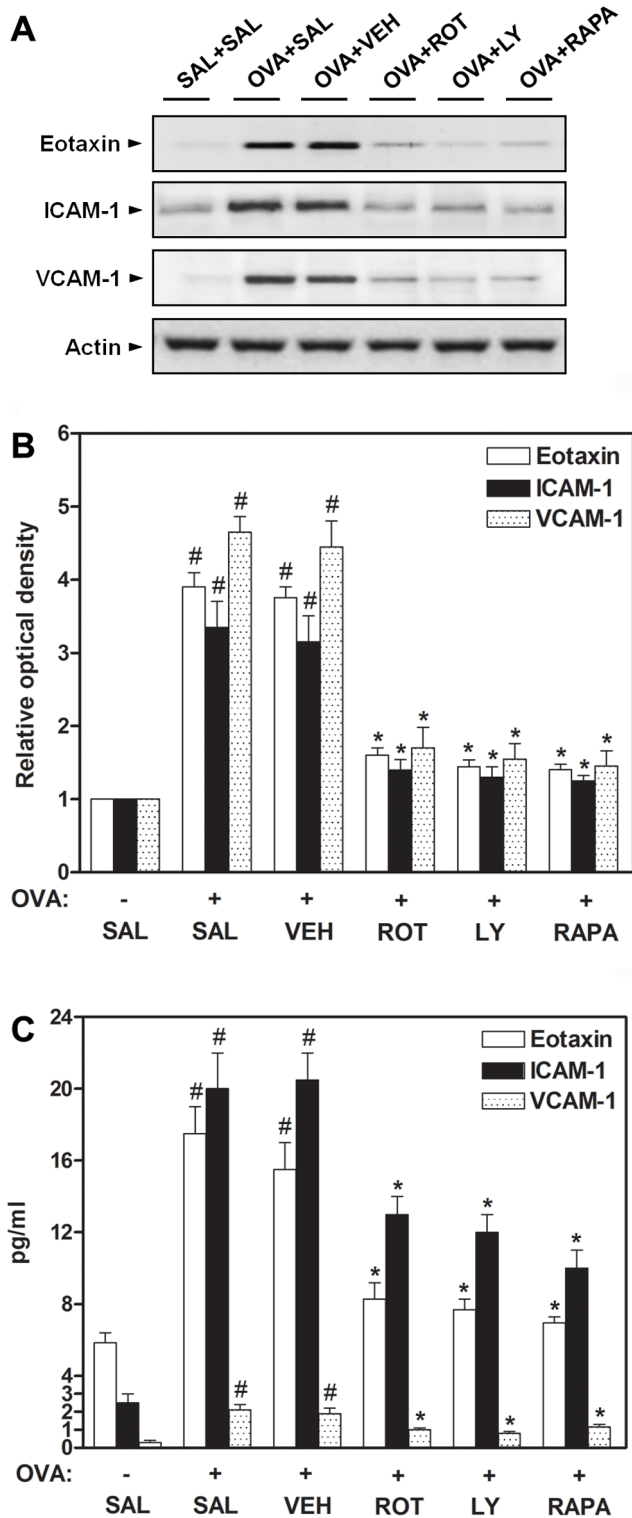 A
SAL+SAL
OVA+SAL
OVA+VEH
OVA+ROT
OVA+LY
OVA+RAPA
Eotaxin
ICAM-1
VCAM-1
Actin
B
Relative optical density
6
5
4
3
2
1
0
Eotaxin
ICAM-1
VCAM-1
# # #
# # #
* * *
* * *
* * *
OVA: - + + + + +
SAL SAL VEH ROT LY RAPA
C
pg/ml
24
20
16
12
8
4
3
2
1
0
Eotaxin
ICAM-1
VCAM-1
# # #
# # #
* * *
* * *
* * *
OVA: - + + + + +
SAL SAL VEH ROT LY RAPA